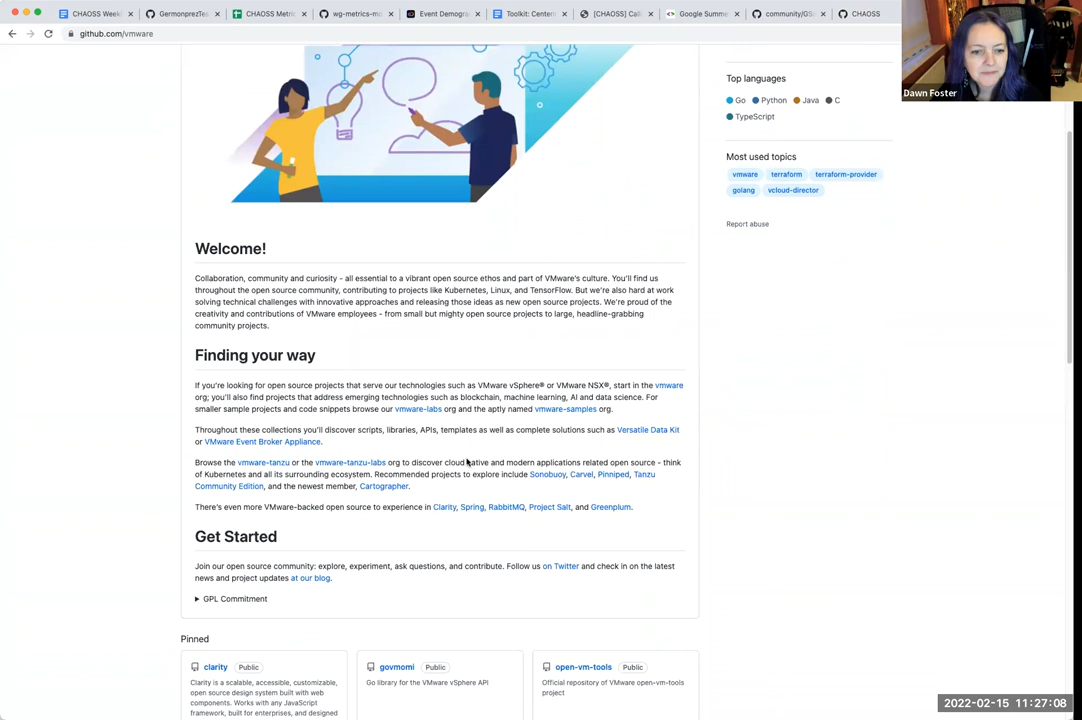 CHAOSS Weekl
GermonprezTea
CHAOSS Metric
wg-metrics-mo
Event Demogra
Toolkit: Centerin
[CHAOSS] Call
Google Summe
community/GS
CHAOSS
github.com/vmware
Dawn Foster
Top languages
Go Python Java C
TypeScript
Most used topics
vmware terraform terraform-provider
golang vcloud-director
Report abuse
Welcome!
Collaboration, community and curiosity - all essential to a vibrant open source ethos and part of VMware's culture. You'll find us
throughout the open source community, contributing to projects like Kubernetes, Linux, and TensorFlow. But we're also hard at work
solving technical challenges with innovative approaches and releasing those ideas as new open source projects. We're proud of the
creativity and contributions of VMware employees - from small but mighty open source projects to large, headline-grabbing
community projects.
Finding your way
If you're looking for open source projects that serve our technologies such as VMware vSphere® or VMware NSX®, start in the vmware
org; you'll also find projects that address emerging technologies such as blockchain, machine learning, AI and data science. For
smaller sample projects and code snippets browse our vmware-labs org and the aptly named vmware-samples org.
Throughout these collections you'll discover scripts, libraries, APIs, templates as well as complete solutions such as Versatile Data Kit
or VMware Event Broker Appliance.
Browse the vmware-tanzu or the vmware-tanzu-labs org to discover cloud native and modern applications related open source - think
of Kubernetes and all its surrounding ecosystem. Recommended projects to explore include Sonobuoy, Carvel, Pinniped, Tanzu
Community Edition, and the newest member, Cartographer.
There's even more VMware-backed open source to experience in Clarity, Spring, RabbitMQ, Project Salt, and Greenplum.
Get Started
Join our open source community: explore, experiment, ask questions, and contribute. Follow us on Twitter and check in on the latest
news and project updates at our blog.
GPL Commitment
Pinned
clarity Public
Clarity is a scalable, accessible, customizable,
open source design system built with web
components. Works with any JavaScript
framework, built for enterprises, and designed
govmomi Public
Go library for the VMware vSphere API
open-vm-tools Public
Official repository of VMware open-vm-tools
project
2022-02-15 11:27:08